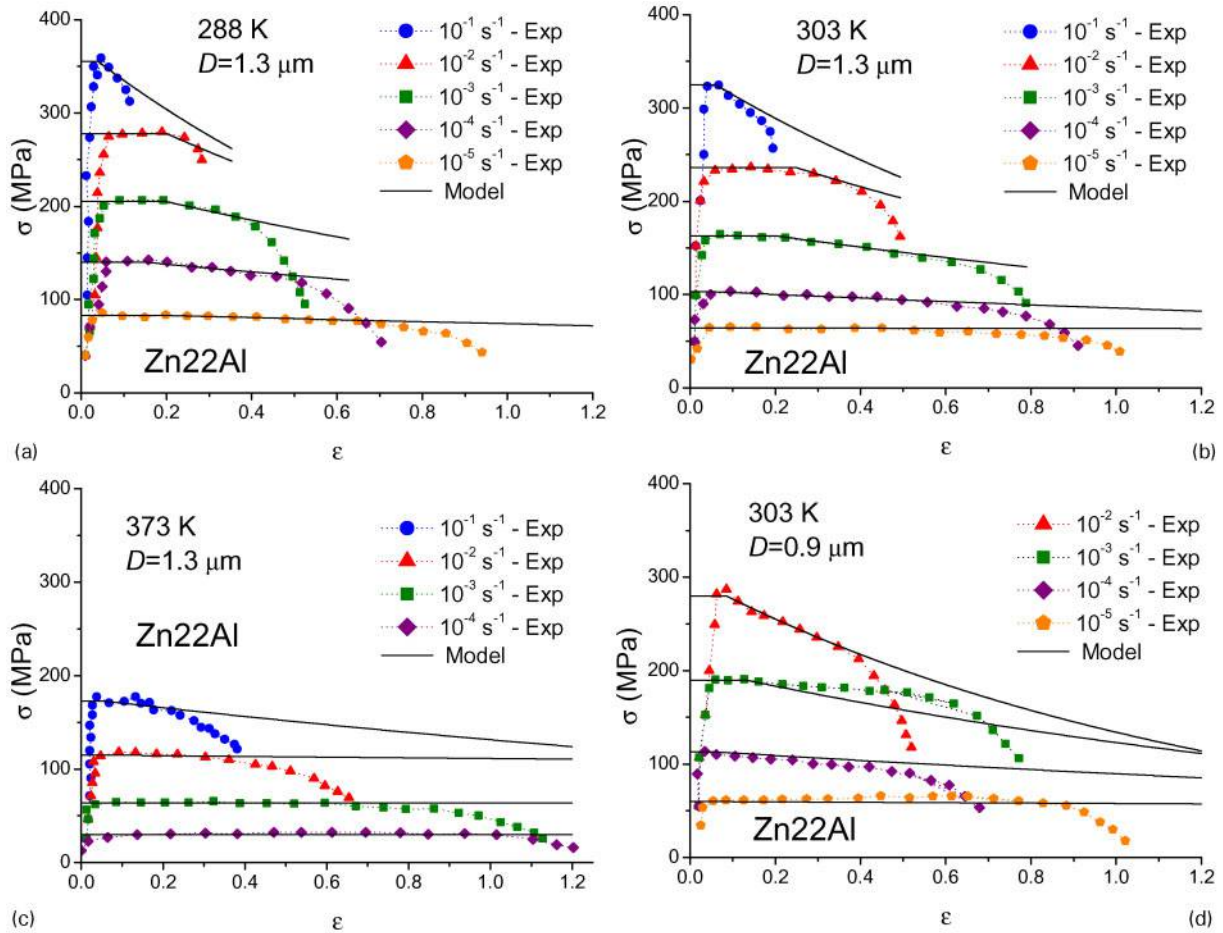 288 K
D=1.3 μm
10⁻¹ s⁻¹ - Exp
10⁻² s⁻¹ - Exp
10⁻³ s⁻¹ - Exp
10⁻⁴ s⁻¹ - Exp
10⁻⁵ s⁻¹ - Exp
Model
Zn22Al
σ (MPa)
400
300
200
100
0
0.0 0.2 0.4 0.6 0.8 1.0 1.2
ε
(a)
303 K
D=1.3 μm
10⁻¹ s⁻¹ - Exp
10⁻² s⁻¹ - Exp
10⁻³ s⁻¹ - Exp
10⁻⁴ s⁻¹ - Exp
10⁻⁵ s⁻¹ - Exp
Model
Zn22Al
σ (MPa)
400
300
200
100
0
0.0 0.2 0.4 0.6 0.8 1.0 1.2
ε
(b)
373 K
D=1.3 μm
10⁻¹ s⁻¹ - Exp
10⁻² s⁻¹ - Exp
10⁻³ s⁻¹ - Exp
10⁻⁴ s⁻¹ - Exp
Model
Zn22Al
σ (MPa)
400
300
200
100
0
0.0 0.2 0.4 0.6 0.8 1.0 1.2
ε
(c)
303 K
D=0.9 μm
10⁻² s⁻¹ - Exp
10⁻³ s⁻¹ - Exp
10⁻⁴ s⁻¹ - Exp
10⁻⁵ s⁻¹ - Exp
Model
Zn22Al
σ (MPa)
400
300
200
100
0
0.0 0.2 0.4 0.6 0.8 1.0 1.2
ε
(d)